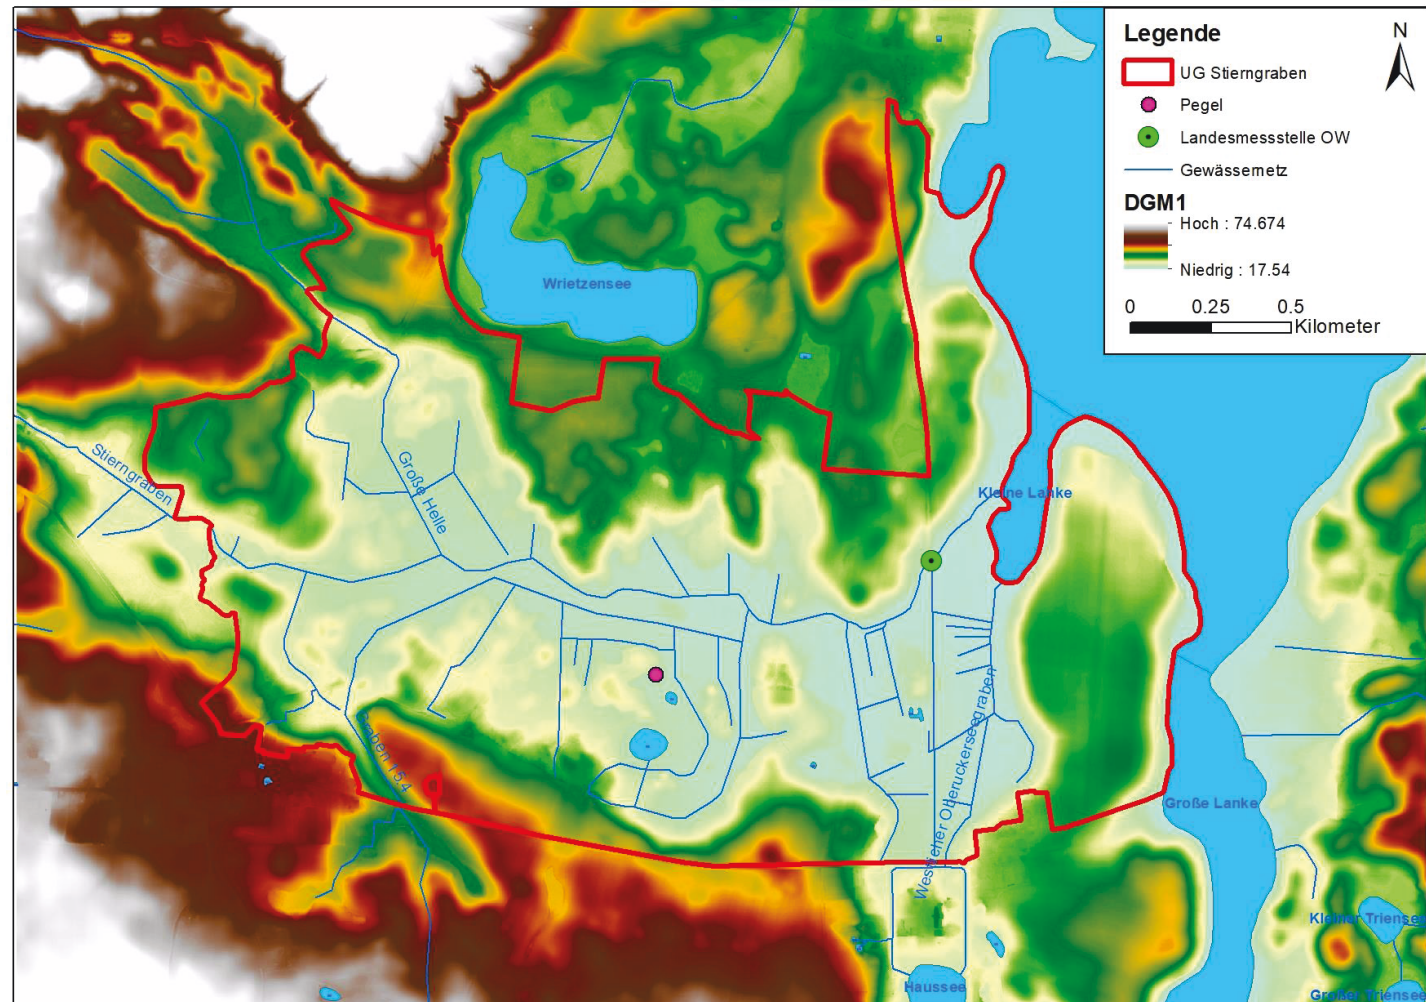 Legende
N
UG Stierngraben
Pegel
Landesmessstelle OW
Gewässernetz
DGM1
Hoch : 74.674
Niedrig : 17.54
0 0.25 0.5
Kilometer
Wrietzensee
Stierngraben
Große Helle
Kleine Lanke
Graben 15.4
Westlicher Oberuckerseegraben
Große Lanke
Kleiner Triensee
Haussee
Großer Triensee